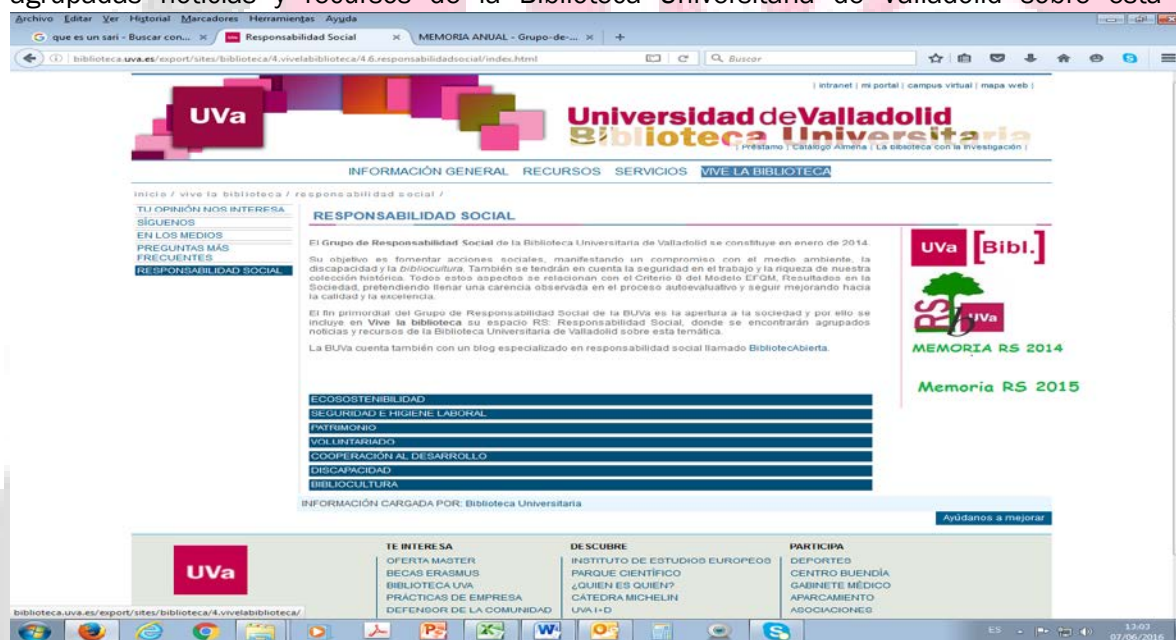 agrupadas noticias y recursos de la Biblioteca Universitaria de Valladolid sobre esta
Archivo Editar Ver Historial Marcadores Herramientas Ayuda
que es un sari - Buscar con...
Responsabilidad Social
MEMORIA ANUAL - Grupo-de-...
biblioteca.uva.es/export/sites/biblioteca/4.vivelabiblioteca/4.6.responsabilidadsocial/index.html
Buscar
| intranet | mi portal | campus virtual | mapa web |
UVa
Universidad de Valladolid
Biblioteca Universitaria
| Préstamo | Catálogo Almena | La biblioteca con la investigación |
INFORMACIÓN GENERAL RECURSOS SERVICIOS VIVE LA BIBLIOTECA
inicio / vive la biblioteca / responsabilidad social /
TU OPINIÓN NOS INTERESA
SÍGUENOS
EN LOS MEDIOS
PREGUNTAS MÁS
FRECUENTES
RESPONSABILIDAD SOCIAL
RESPONSABILIDAD SOCIAL
El Grupo de Responsabilidad Social de la Biblioteca Universitaria de Valladolid se constituye en enero de 2014.
Su objetivo es fomentar acciones sociales, manifestando un compromiso con el medio ambiente, la
discapacidad y la bibliocultura. También se tendrán en cuenta la seguridad en el trabajo y la riqueza de nuestra
colección histórica. Todos estos aspectos se relacionan con el Criterio 8 del Modelo EFQM, Resultados en la
Sociedad, pretendiendo llenar una carencia observada en el proceso autoevaluativo y seguir mejorando hacia
la calidad y la excelencia.
El fin primordial del Grupo de Responsabilidad Social de la BUVa es la apertura a la sociedad y por ello se
incluye en Vive la biblioteca su espacio RS: Responsabilidad Social, donde se encontrarán agrupados
noticias y recursos de la Biblioteca Universitaria de Valladolid sobre esta temática.
La BUVa cuenta también con un blog especializado en responsabilidad social llamado BibliotecAbierta.
UVa [Bibl.]
RS b UVa
MEMORIA RS 2014
Memoria RS 2015
ECOSOSTENIBILIDAD
SEGURIDAD E HIGIENE LABORAL
PATRIMONIO
VOLUNTARIADO
COOPERACIÓN AL DESARROLLO
DISCAPACIDAD
BIBLIOCULTURA
INFORMACIÓN CARGADA POR: Biblioteca Universitaria
Ayúdanos a mejorar
UVa
TE INTERESA
OFERTA MASTER
BECAS ERASMUS
BIBLIOTECA UVA
PRÁCTICAS DE EMPRESA
DEFENSOR DE LA COMUNIDAD
DESCUBRE
INSTITUTO DE ESTUDIOS EUROPEOS
PARQUE CIENTÍFICO
¿QUIÉN ES QUIÉN?
CÁTEDRA MICHELIN
UVA I+D
PARTICIPA
DEPORTES
CENTRO BUENDÍA
GABINETE MÉDICO
APARCAMIENTO
ASOCIACIONES
biblioteca.uva.es/export/sites/biblioteca/4.vivelabiblioteca/
ES
13:03
07/06/2016